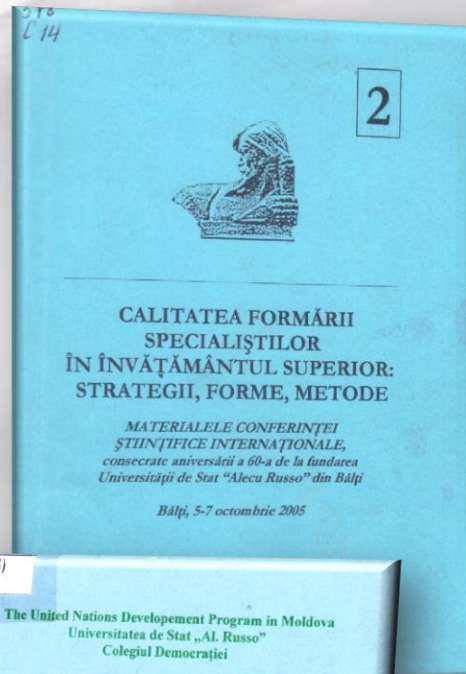 C 14
2
CALITATEA FORMĂRII
SPECIALIŞTILOR
ÎN ÎNVĂŢĂMÂNTUL SUPERIOR:
STRATEGII, FORME, METODE
MATERIALELE CONFERINŢEI
ŞTIINŢIFICE INTERNAŢIONALE,
consecrate aniversării a 60-a de la fundarea
Universităţii de Stat "Alecu Russo" din Bălţi
Bălţi, 5-7 octombrie 2005
The United Nations Developement Program in Moldova
Universitatea de Stat „Al. Russo”
Colegiul Democraţiei